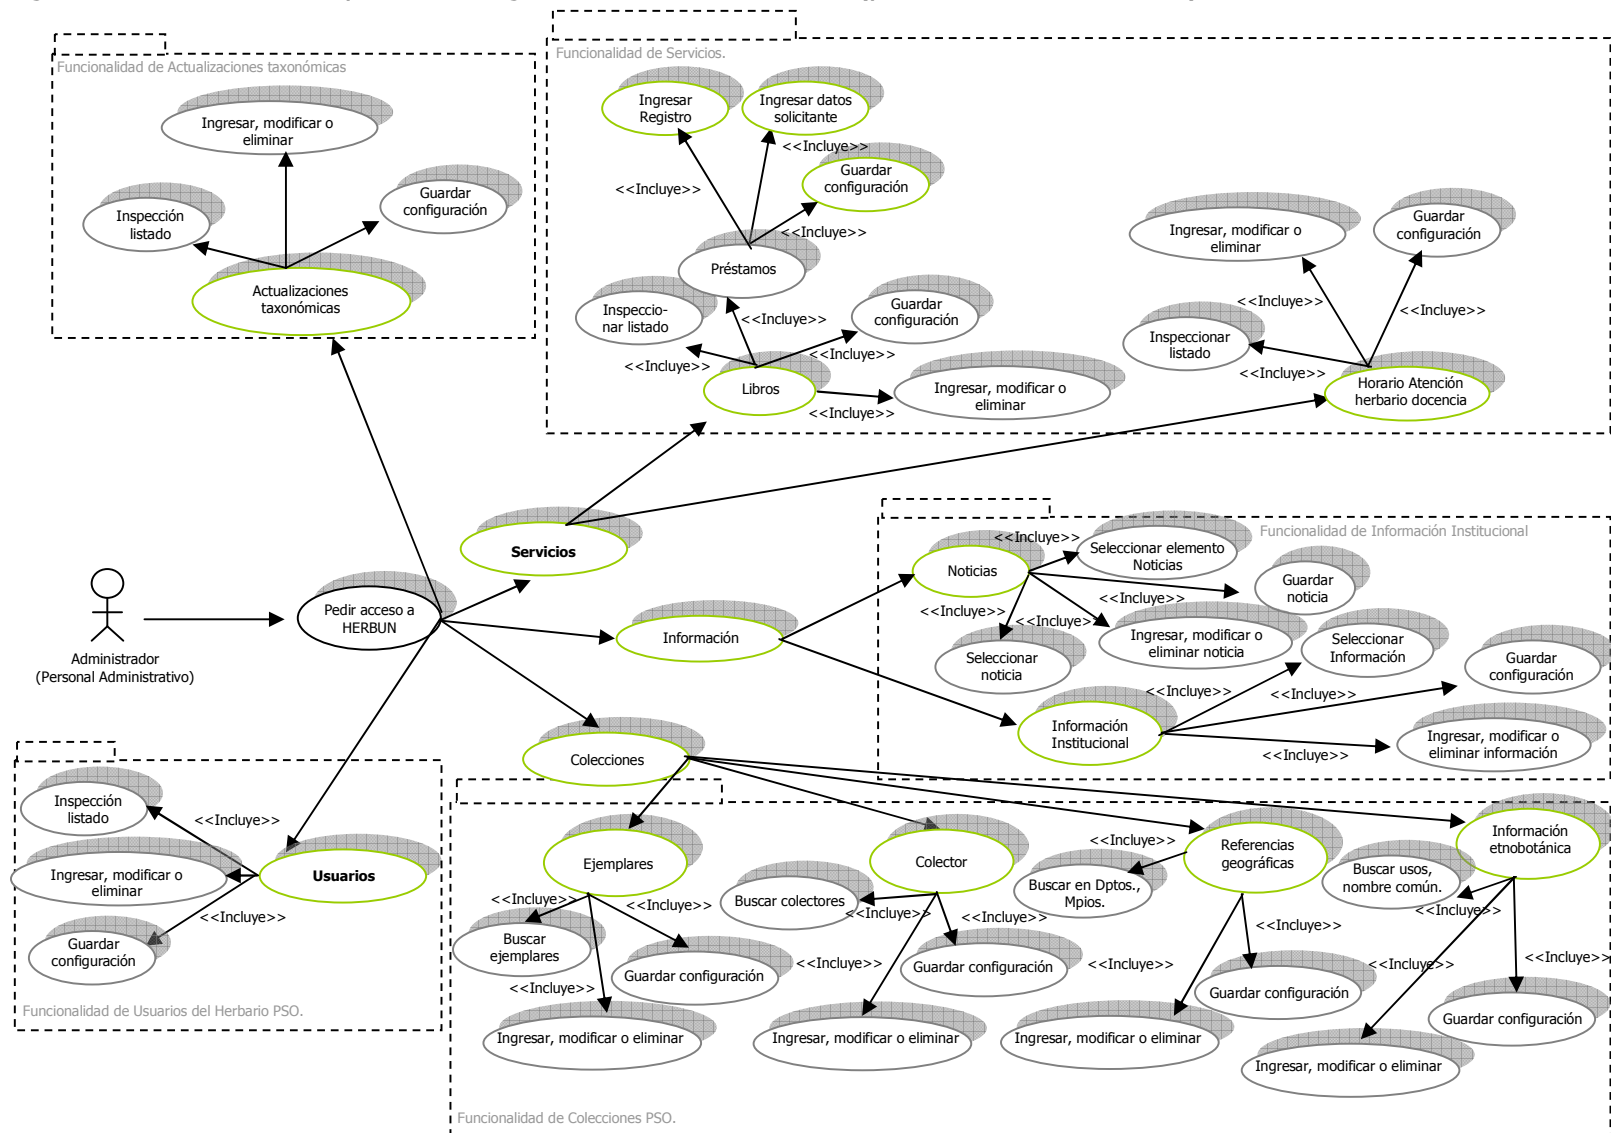 Funcionalidad de Servicios.
Funcionalidad de Actualizaciones taxonómicas
Ingresar
Registro
Ingresar datos
solicitante
Ingresar, modificar o
eliminar
<<Incluye>>
Guardar
configuración
<<Incluye>>
Guardar
configuración
Inspección
listado
<<Incluye>>
Ingresar, modificar o
eliminar
Guardar
configuración
Préstamos
Actualizaciones
taxonómicas
Inspeccio-
nar listado
Guardar
configuración
<<Incluye>>
<<Incluye>>
<<Incluye>>
Inspeccionar
listado
<<Incluye>>
<<Incluye>>
<<Incluye>>
Libros
Ingresar, modificar o
eliminar
<<Incluye>>
Horario Atención
herbario docencia
<<Incluye>>
Servicios
Funcionalidad de Información Institucional
<<Incluye>>
Seleccionar elemento
Noticias
Noticias
Guardar
noticia
<<Incluye>>
<<Incluye>>
<<Incluye>>
Pedir acceso a
HERBUN
Información
Ingresar, modificar o
eliminar noticia
Seleccionar
Información
Administrador
(Personal Administrativo)
Seleccionar
noticia
Guardar
configuración
<<Incluye>>
<<Incluye>>
Información
Institucional
Ingresar, modificar o
eliminar información
<<Incluye>>
Colecciones
Inspección
listado
<<Incluye>>
Usuarios
Ingresar, modificar o
eliminar
<<Incluye>>
Guardar
configuración
Funcionalidad de Usuarios del Herbario PSO.
Ejemplares
Colector
Referencias
geográficas
Información
etnobotánica
<<Incluye>>
Buscar en Dptos.,
Mpios.
Buscar usos,
nombre común.
<<Incluye>>
<<Incluye>>
Buscar colectores
<<Incluye>>
<<Incluye>>
<<Incluye>>
<<Incluye>>
Buscar
ejemplares
Guardar configuración
<<Incluye>>
<<Incluye>>
Guardar configuración
<<Incluye>>
Guardar configuración
<<Incluye>>
<<Incluye>>
Guardar configuración
Ingresar, modificar o eliminar
Ingresar, modificar o eliminar
Ingresar, modificar o eliminar
Ingresar, modificar o eliminar
Funcionalidad de Colecciones PSO.